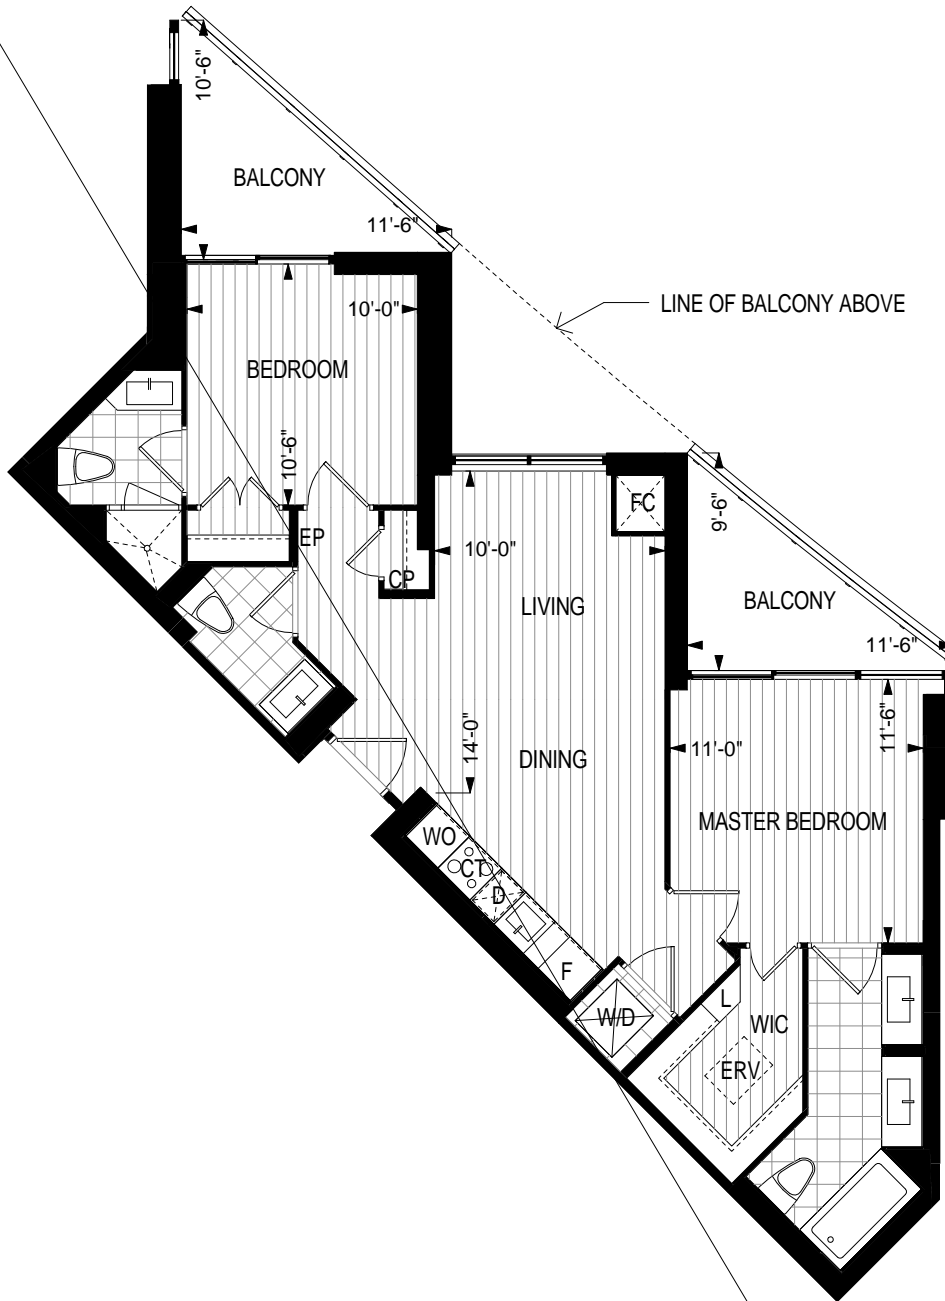 10'-6"
BALCONY
11'-6"
LINE OF BALCONY ABOVE
10'-0"
BEDROOM
10'-6"
EP
CP
FC
10'-0"
LIVING
9'-6"
BALCONY
11'-6"
14'-0"
DINING
11'-0"
11'-6"
MASTER BEDROOM
WO
CT
D
F
W/D
L
WIC
ERV